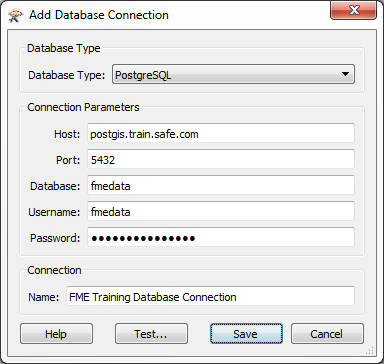 Add Database Connection
Database Type
Database Type: PostgreSQL
Connection Parameters
Host: postgis.train.safe.com
Port: 5432
Database: fmedata
Username: fmedata
Password: ●●●●●●●●●●●●●●●
Connection
Name: FME Training Database Connection
Help Test... Save Cancel